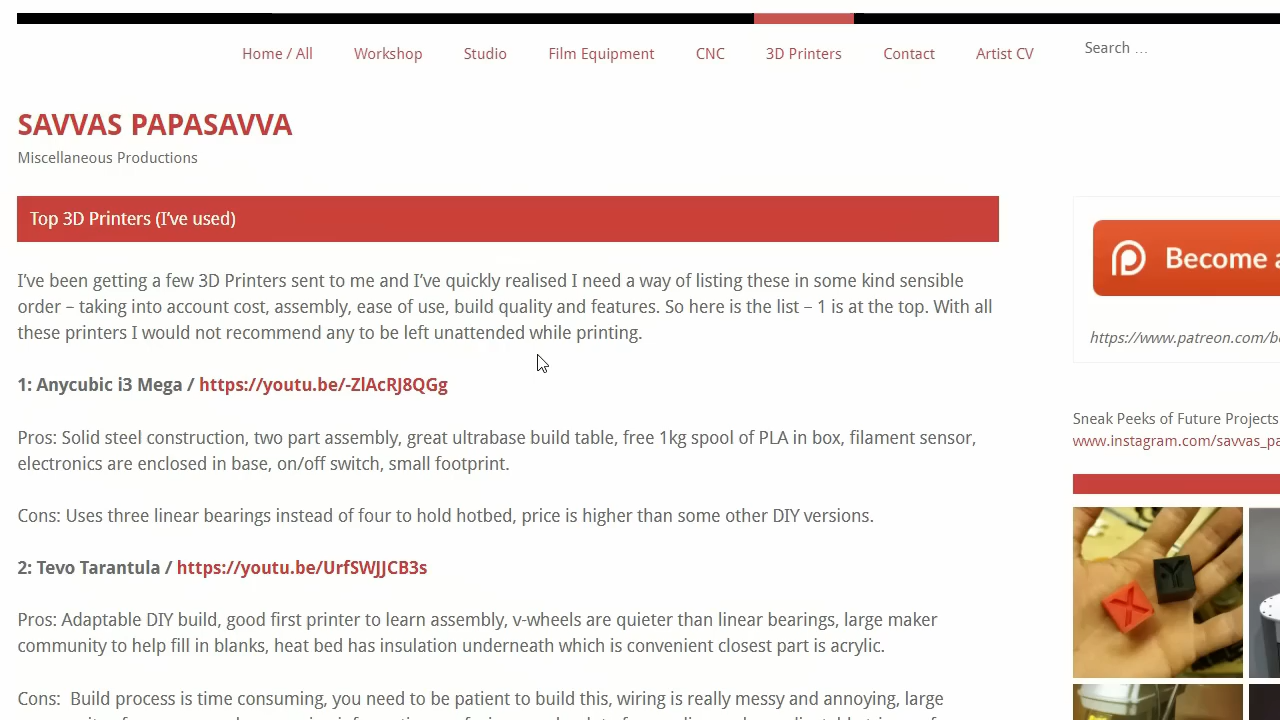 Home / All Workshop Studio Film Equipment CNC 3D Printers Contact Artist CV Search …
SAVVAS PAPASAVVA
Miscellaneous Productions
Top 3D Printers (I've used)
I've been getting a few 3D Printers sent to me and I've quickly realised I need a way of listing these in some kind sensible
order – taking into account cost, assembly, ease of use, build quality and features. So here is the list – 1 is at the top. With all
these printers I would not recommend any to be left unattended while printing.
1: Anycubic i3 Mega / https://youtu.be/-ZlAcRJ8QGg
Pros: Solid steel construction, two part assembly, great ultrabase build table, free 1kg spool of PLA in box, filament sensor,
electronics are enclosed in base, on/off switch, small footprint.
Cons: Uses three linear bearings instead of four to hold hotbed, price is higher than some other DIY versions.
2: Tevo Tarantula / https://youtu.be/UrfSWJJCB3s
Pros: Adaptable DIY build, good first printer to learn assembly, v-wheels are quieter than linear bearings, large maker
community to help fill in blanks, heat bed has insulation underneath which is convenient closest part is acrylic.
Cons: Build process is time consuming, you need to be patient to build this, wiring is really messy and annoying, large
Become a
https://www.patreon.com/b
Sneak Peeks of Future Projects
www.instagram.com/savvas_pa
X
Y